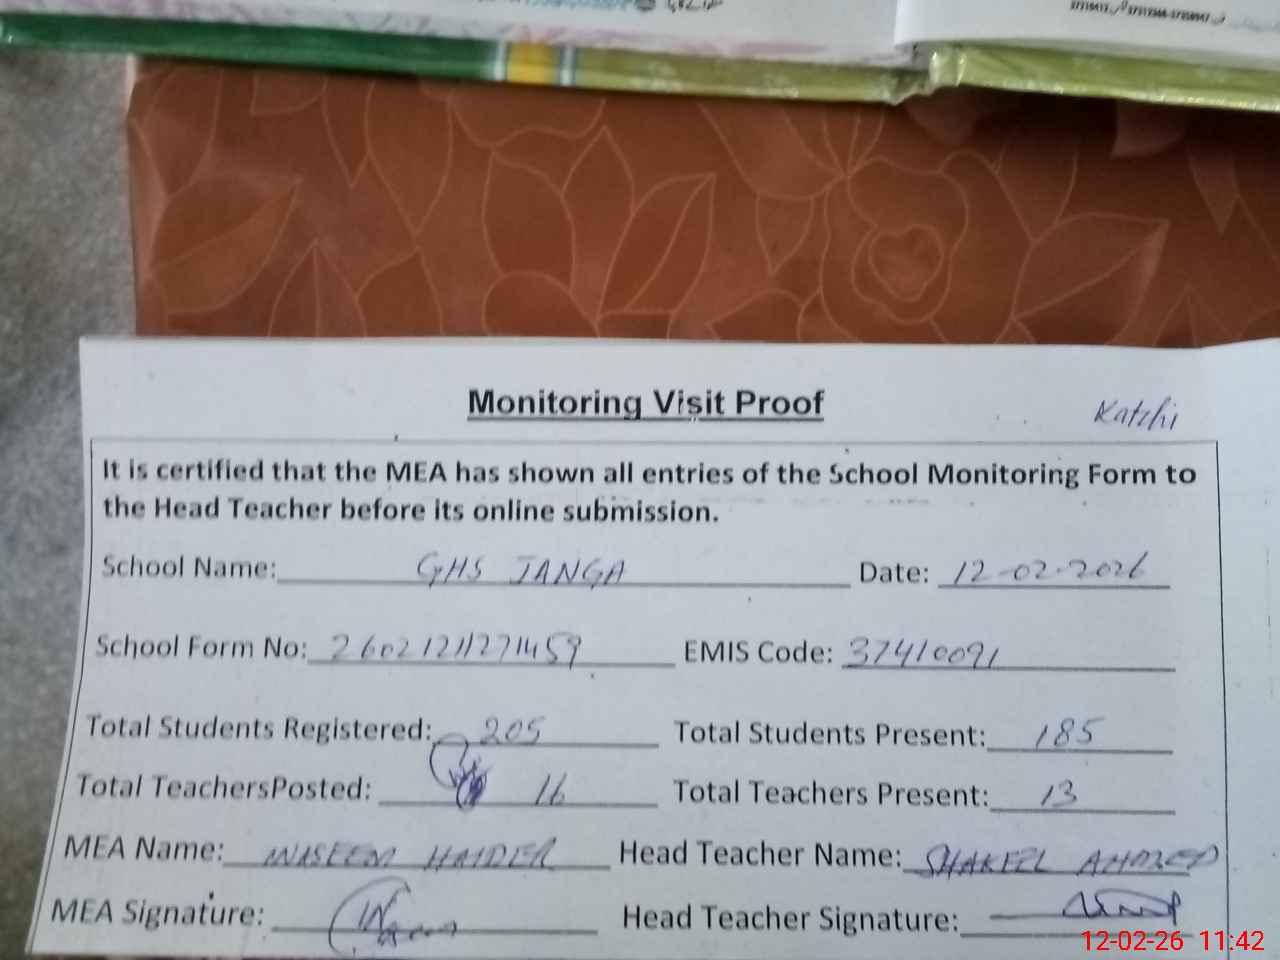 Monitoring Visit Proof
Katchi
It is certified that the MEA has shown all entries of the School Monitoring Form to
the Head Teacher before its online submission.
School Name: GHS JANGA Date: 12-02-2026
School Form No: 26021211271459 EMIS Code: 37410091
Total Students Registered: 205 Total Students Present: 185
Total TeachersPosted: 16 Total Teachers Present: 13
MEA Name: WASEEM HAIDER Head Teacher Name: SHAKEEL AHMED
MEA Signature: Head Teacher Signature:
12-02-26 11:42